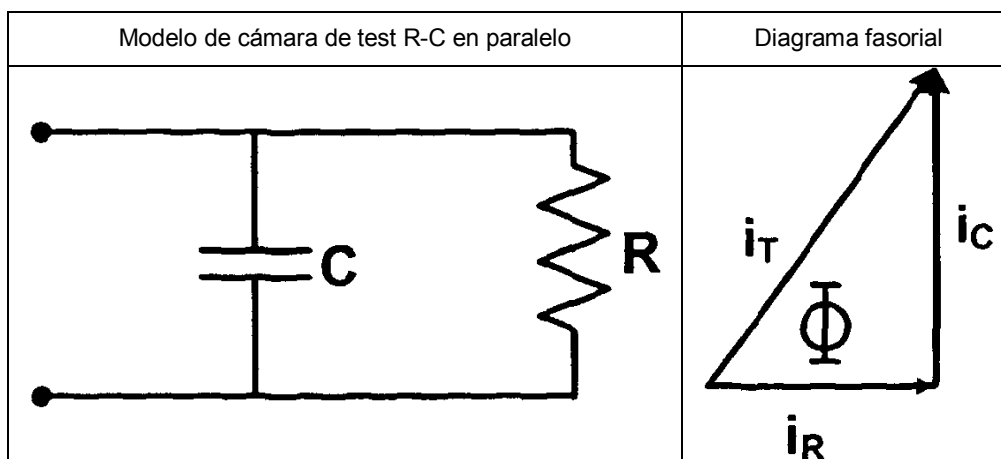 Modelo de cámara de test R-C en paralelo
Diagrama fasorial
C
R
iT
iC
Φ
iR